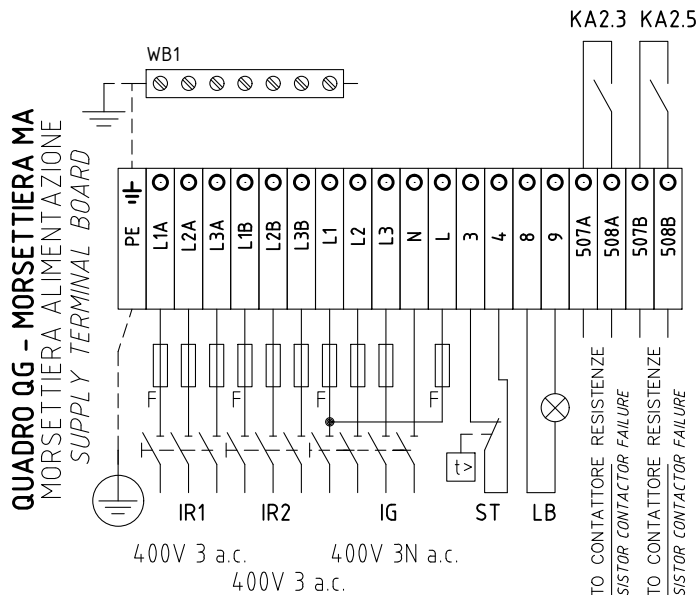 KA2.3 KA2.5
WB1
QUADRO QG - MORSETTIERA MA
MORSETTIERA ALIMENTAZIONE
SUPPLY TERMINAL BOARD
PE L1A L2A L3A L1B L2B L3B L1 L2 L3 N L 3 4 8 9 507A 508A 507B 508B
F F F F
t>
IR1 IR2 IG ST LB
400V 3 a.c. 400V 3N a.c.
400V 3 a.c.
TO CONTATTORE RESISTENZE
SISTOR CONTACTOR FAILURE
TO CONTATTORE RESISTENZE
SISTOR CONTACTOR FAILURE